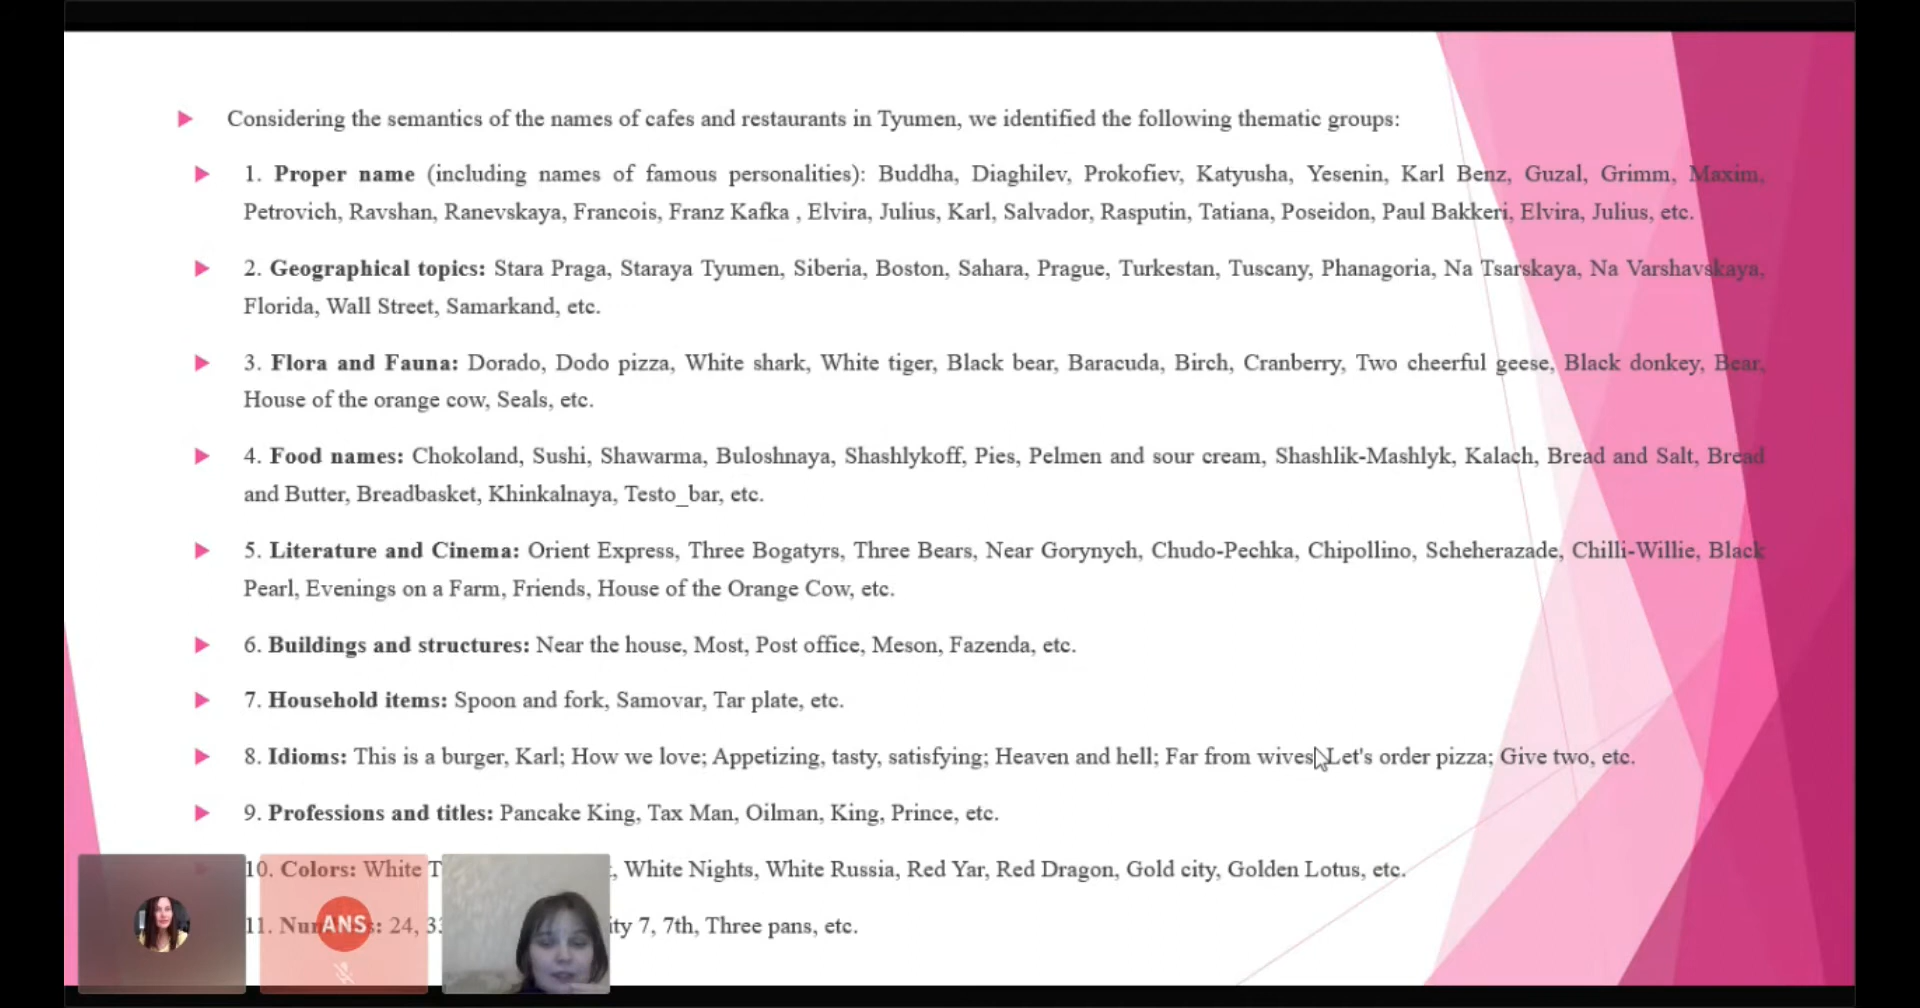 Considering the semantics of the names of cafes and restaurants in Tyumen, we identified the following thematic groups:
1. Proper name (including names of famous personalities): Buddha, Diaghilev, Prokofiev, Katyusha, Yesenin, Karl Benz, Guzal, Grimm, Maxim,
Petrovich, Ravshan, Ranevskaya, Francois, Franz Kafka , Elvira, Julius, Karl, Salvador, Rasputin, Tatiana, Poseidon, Paul Bakkeri, Elvira, Julius, etc.
2. Geographical topics: Stara Praga, Staraya Tyumen, Siberia, Boston, Sahara, Prague, Turkestan, Tuscany, Phanagoria, Na Tsarskaya, Na Varshavskaya,
Florida, Wall Street, Samarkand, etc.
3. Flora and Fauna: Dorado, Dodo pizza, White shark, White tiger, Black bear, Baracuda, Birch, Cranberry, Two cheerful geese, Black donkey, Bear,
House of the orange cow, Seals, etc.
4. Food names: Chokoland, Sushi, Shawarma, Buloshnaya, Shashlykoff, Pies, Pelmen and sour cream, Shashlik-Mashlyk, Kalach, Bread and Salt, Bread
and Butter, Breadbasket, Khinkalnaya, Testo_bar, etc.
5. Literature and Cinema: Orient Express, Three Bogatyrs, Three Bears, Near Gorynych, Chudo-Pechka, Chipollino, Scheherazade, Chilli-Willie, Black
Pearl, Evenings on a Farm, Friends, House of the Orange Cow, etc.
6. Buildings and structures: Near the house, Most, Post office, Meson, Fazenda, etc.
7. Household items: Spoon and fork, Samovar, Tar plate, etc.
8. Idioms: This is a burger, Karl; How we love; Appetizing, tasty, satisfying; Heaven and hell; Far from wives Let's order pizza; Give two, etc.
9. Professions and titles: Pancake King, Tax Man, Oilman, King, Prince, etc.
10. Colors: White , White Nights, White Russia, Red Yar, Red Dragon, Gold city, Golden Lotus, etc.
11. 24, 7, 7th, Three pans, etc.
ANS